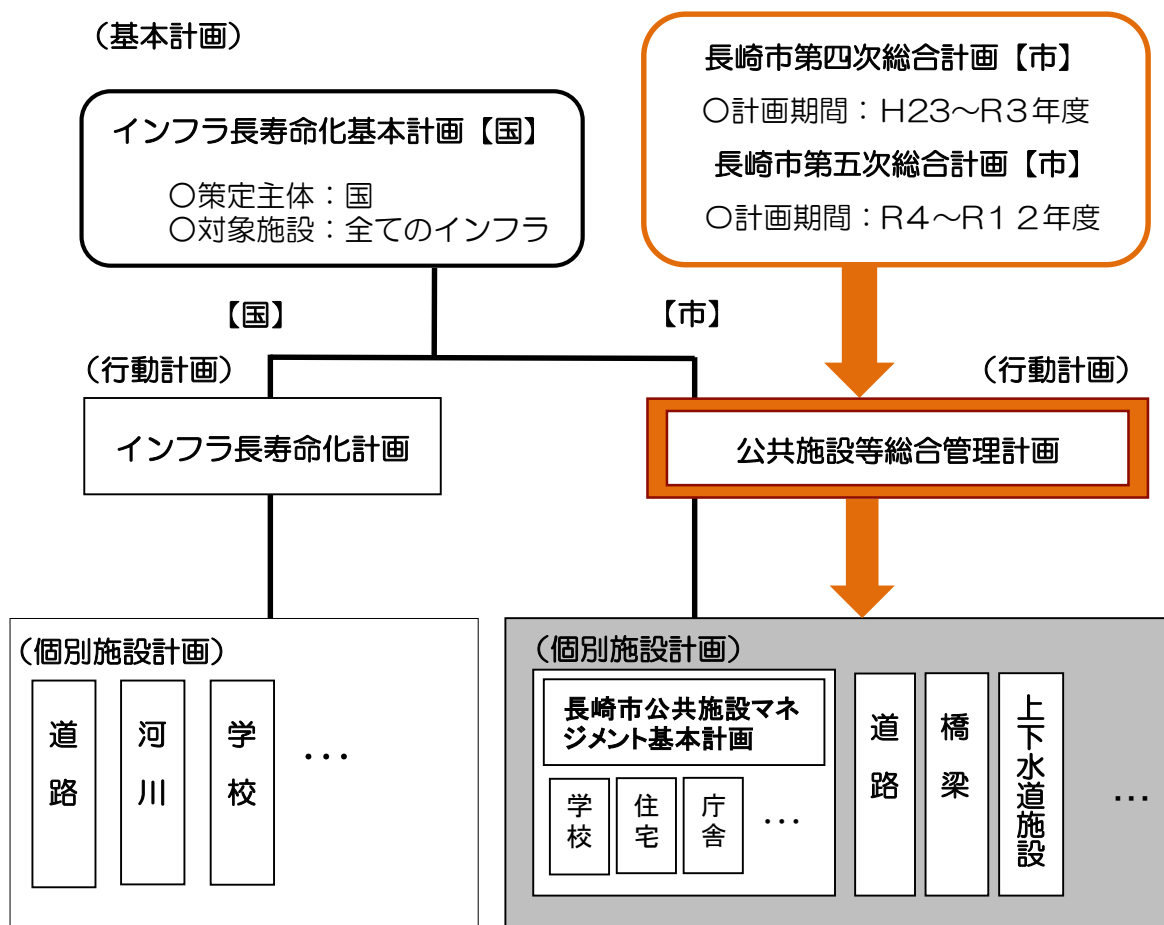 （基本計画）
インフラ長寿命化基本計画【国】
〇策定主体：国
〇対象施設：全てのインフラ
長崎市第四次総合計画【市】
〇計画期間：H23～R3年度
長崎市第五次総合計画【市】
〇計画期間：R4～R12年度
【国】
【市】
（行動計画）
インフラ長寿命化計画
（行動計画）
公共施設等総合管理計画
（個別施設計画）
道路
河川
学校
…
（個別施設計画）
長崎市公共施設マネ
ジメント基本計画
学校
住宅
庁舎
…
道路
橋梁
上下水道施設
…